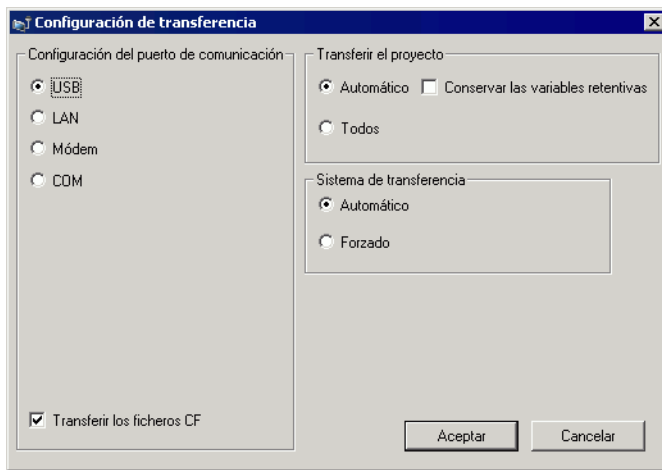 Configuración de transferencia
Configuración del puerto de comunicación
USB
LAN
Módem
COM
Transferir los ficheros CF
Transferir el proyecto
Automático Conservar las variables retentivas
Todos
Sistema de transferencia
Automático
Forzado
Aceptar Cancelar